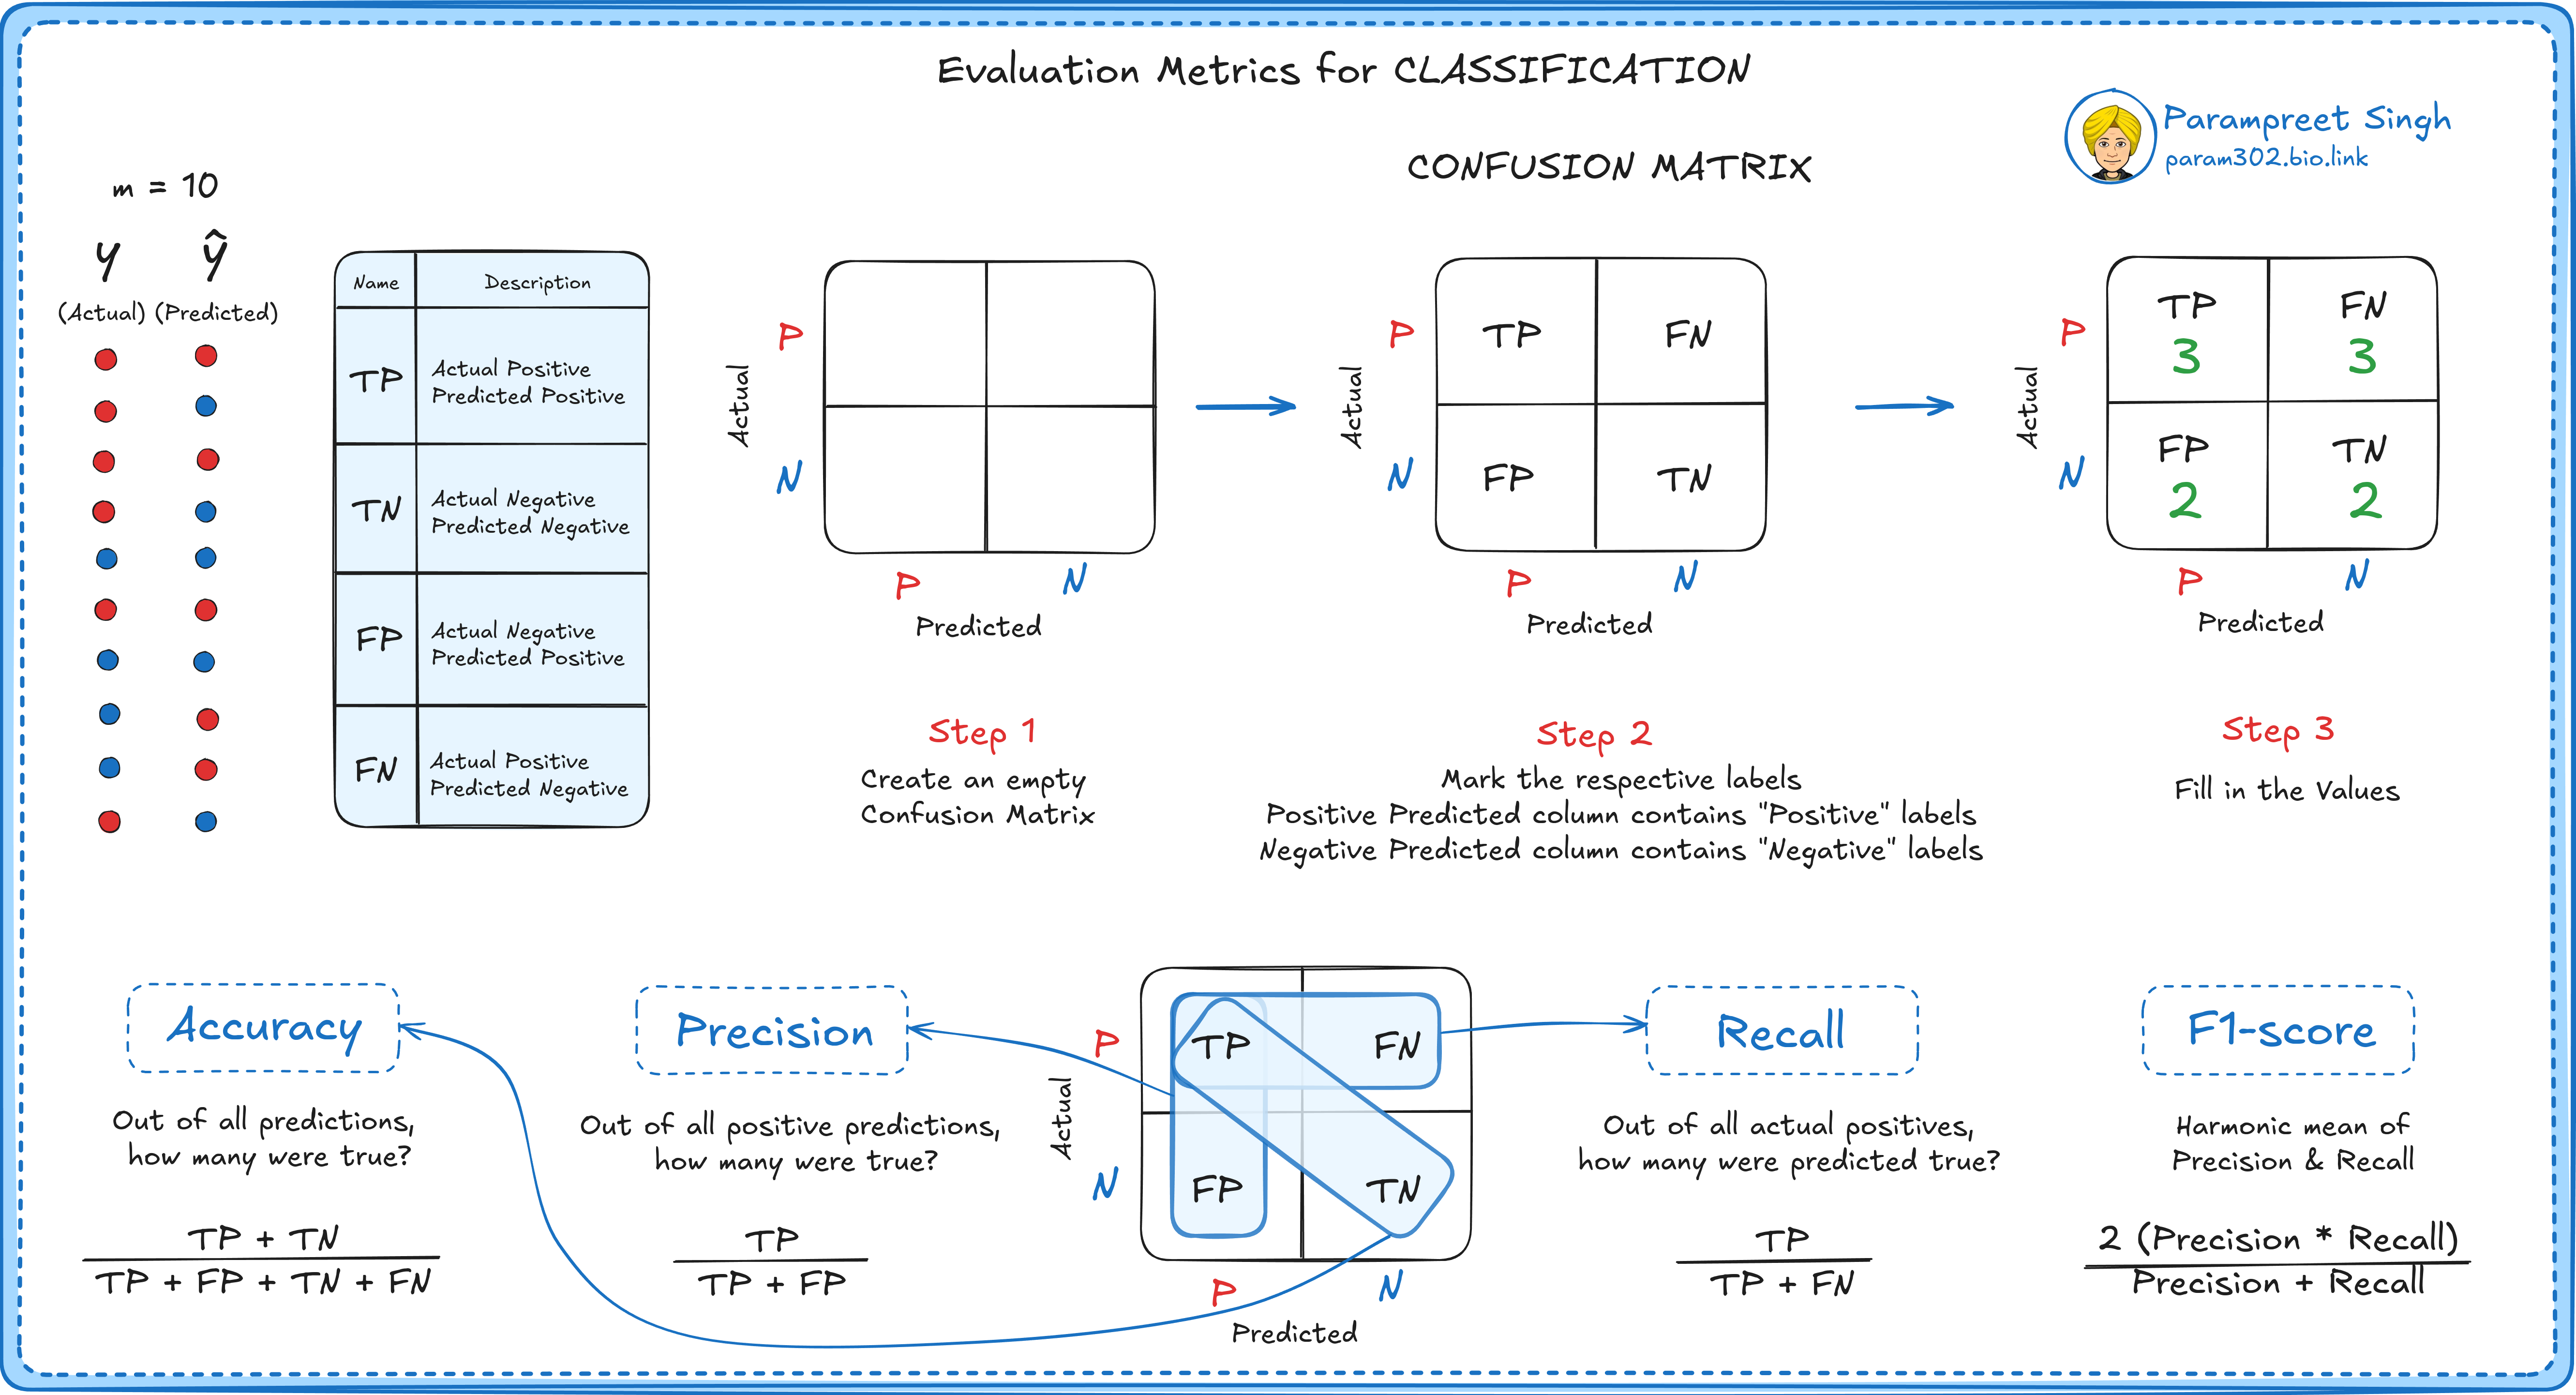 Evaluation Metrics for CLASSIFICATION
Parampreet Singh
param302.bio.link
CONFUSION MATRIX
m = 10
y ŷ
(Actual) (Predicted)
Name Description
TP Actual Positive
Predicted Positive
TN Actual Negative
Predicted Negative
FP Actual Negative
Predicted Positive
FN Actual Positive
Predicted Negative
Actual
P
N
P N
Predicted
Step 1
Create an empty
Confusion Matrix
Actual
P TP FN
N FP TN
P N
Predicted
Step 2
Mark the respective labels
Positive Predicted column contains "Positive" labels
Negative Predicted column contains "Negative" labels
Actual
P TP FN
3 3
N FP TN
2 2
P N
Predicted
Step 3
Fill in the Values
Accuracy
Out of all predictions,
how many were true?
TP + TN
TP + FP + TN + FN
Precision
Out of all positive predictions,
how many were true?
TP
TP + FP
Actual
P TP FN
N FP TN
P N
Predicted
Recall
Out of all actual positives,
how many were predicted true?
TP
TP + FN
F1-score
Harmonic mean of
Precision & Recall
2 (Precision * Recall)
Precision + Recall